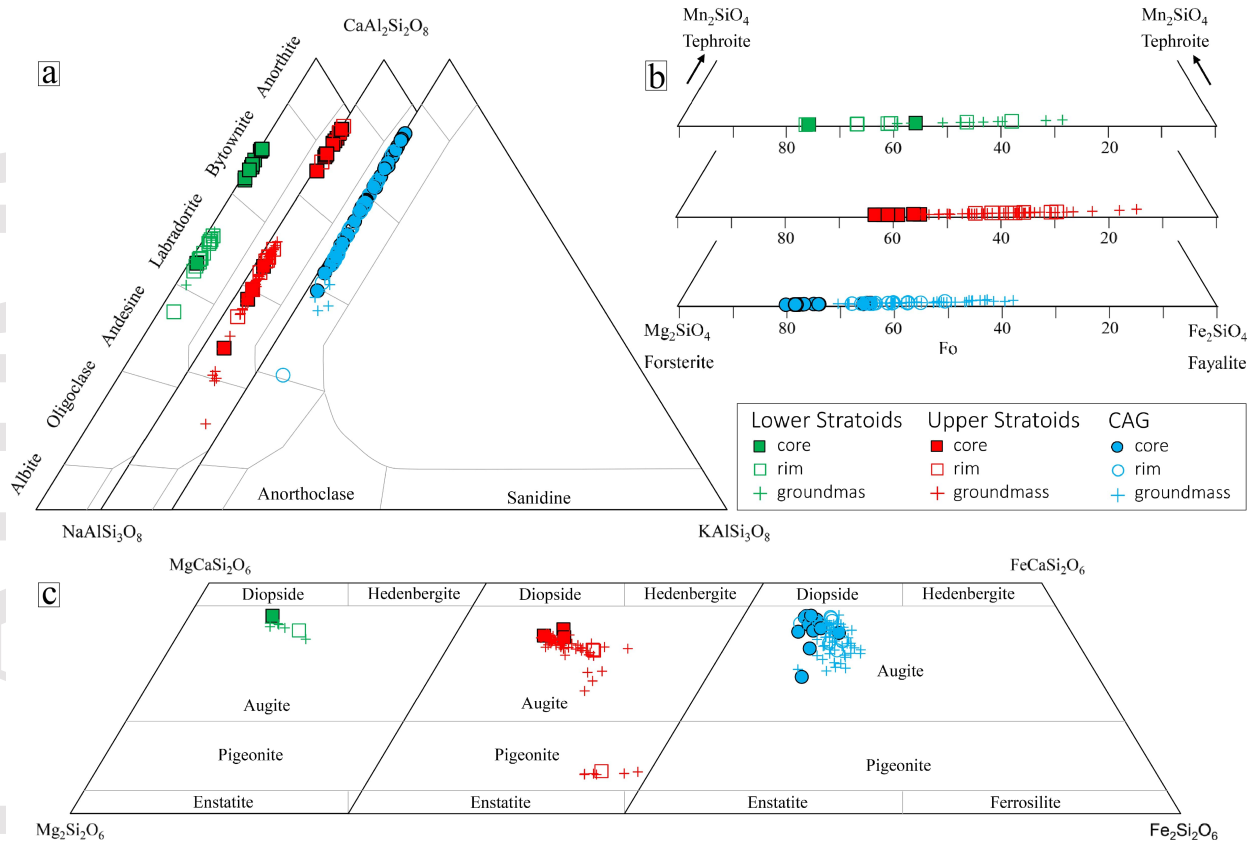 a
CaAl₂Si₂O₈
Anorthite
Bytownite
Labradorite
Andesine
Oligoclase
Albite
Anorthoclase
Sanidine
NaAlSi₃O₈
KAlSi₃O₈
b
Mn₂SiO₄
Tephroite
Mn₂SiO₄
Tephroite
80 60 40 20
80 60 40 20
80 60 40 20
Mg₂SiO₄
Forsterite
Fo
Fe₂SiO₄
Fayalite
Lower Stratoids Upper Stratoids CAG
core core core
rim rim rim
groundmas groundmass groundmass
c
MgCaSi₂O₆
FeCaSi₂O₆
Diopside Hedenbergite Diopside Hedenbergite Diopside Hedenbergite
Augite Augite Augite
Pigeonite Pigeonite Pigeonite
Enstatite Enstatite Enstatite Ferrosilite
Mg₂Si₂O₆
Fe₂Si₂O₆